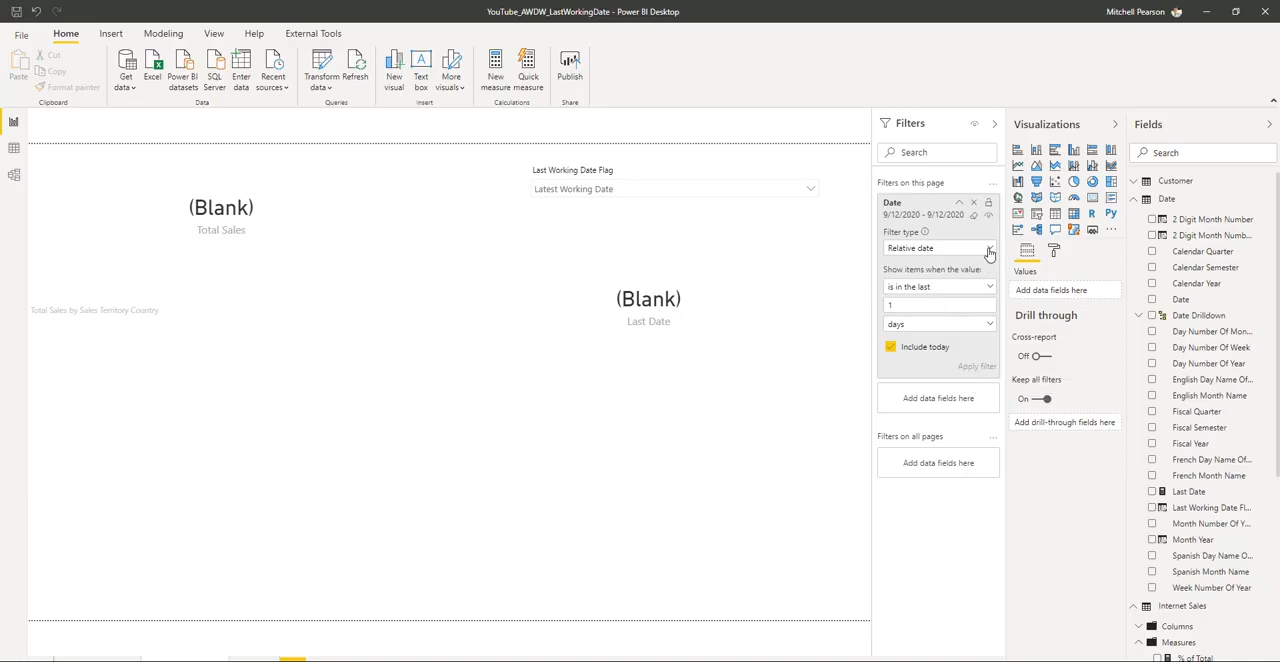 YouTube_AWDW_LastWorkingDate - Power BI Desktop
Mitchell Pearson
File
Home
Insert
Modeling
View
Help
External Tools
Paste
Cut
Copy
Format painter
Clipboard
Get data
Excel
Power BI datasets
SQL Server
Enter data
Recent sources
Data
Transform data
Refresh
Queries
New visual
Text box
More visuals
Insert
New measure
Quick measure
Calculations
Publish
Share
(Blank)
Total Sales
Last Working Date Flag
Latest Working Date
Total Sales by Sales Territory Country
(Blank)
Last Date
Filters
Search
Filters on this page
...
Date
9/12/2020 - 9/12/2020
Filter type
Relative date
Show items when the value:
is in the last
1
days
Include today
Apply filter
Add data fields here
Filters on all pages
...
Add data fields here
Visualizations
R
Py
...
Values
Add data fields here
Drill through
Cross-report
Off
Keep all filters
On
Add drill-through fields here
Fields
Search
Customer
Date
2 Digit Month Number
2 Digit Month Numb...
Calendar Quarter
Calendar Semester
Calendar Year
Date
Date Drilldown
Day Number Of Mon...
Day Number Of Week
Day Number Of Year
English Day Name Of...
English Month Name
Fiscal Quarter
Fiscal Semester
Fiscal Year
French Day Name Of...
French Month Name
Last Date
Last Working Date Fl...
Month Number Of Y...
Month Year
Spanish Day Name O...
Spanish Month Name
Week Number Of Year
Internet Sales
Columns
Measures
% of Total